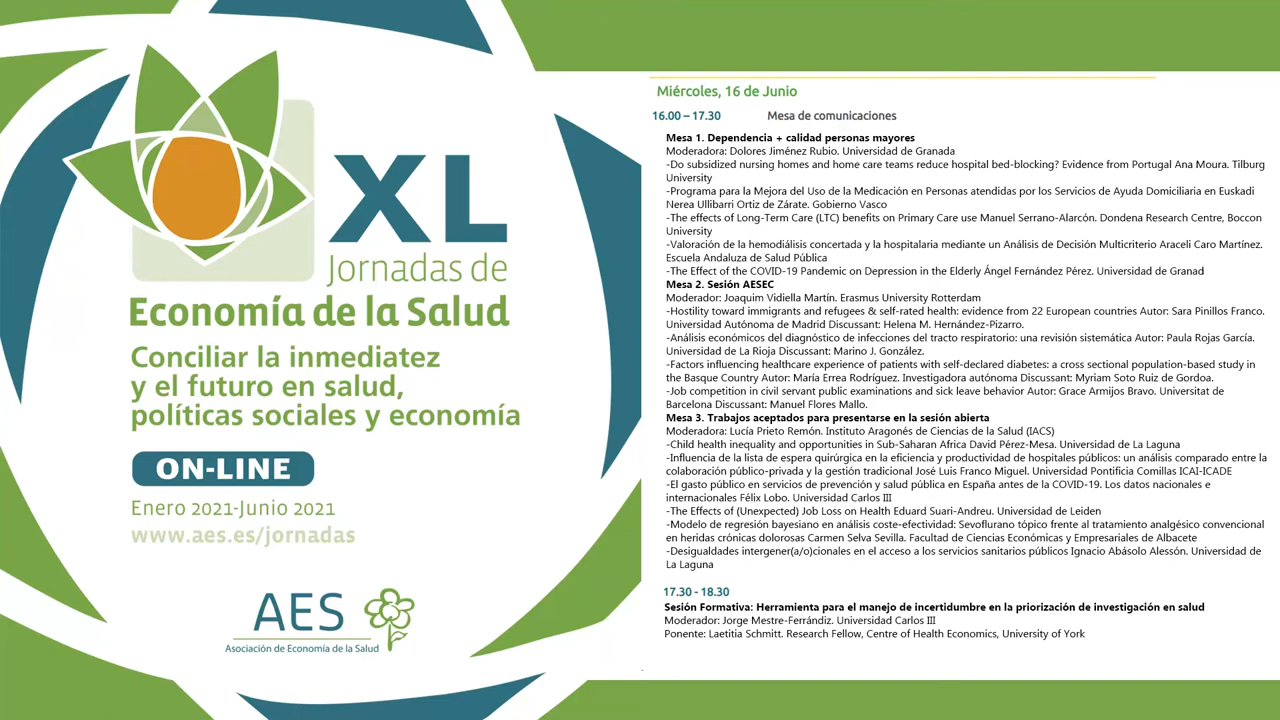 XL
Jornadas de
Economía de la Salud
Conciliar la inmediatez
y el futuro en salud,
políticas sociales y economía
ON-LINE
Enero 2021-Junio 2021
www.aes.es/jornadas
AES
Asociación de Economía de la Salud
Miércoles, 16 de Junio
16.00 – 17.30 Mesa de comunicaciones
Mesa 1. Dependencia + calidad personas mayores
Moderadora: Dolores Jiménez Rubio. Universidad de Granada
-Do subsidized nursing homes and home care teams reduce hospital bed-blocking? Evidence from Portugal Ana Moura. Tilburg
University
-Programa para la Mejora del Uso de la Medicación en Personas atendidas por los Servicios de Ayuda Domiciliaria en Euskadi
Nerea Ullibarri Ortiz de Zárate. Gobierno Vasco
-The effects of Long-Term Care (LTC) benefits on Primary Care use Manuel Serrano-Alarcón. Dondena Research Centre, Boccon
University
-Valoración de la hemodiálisis concertada y la hospitalaria mediante un Análisis de Decisión Multicriterio Araceli Caro Martínez.
Escuela Andaluza de Salud Pública
-The Effect of the COVID-19 Pandemic on Depression in the Elderly Ángel Fernández Pérez. Universidad de Granad
Mesa 2. Sesión AESEC
Moderador: Joaquim Vidiella Martín. Erasmus University Rotterdam
-Hostility toward immigrants and refugees & self-rated health: evidence from 22 European countries Autor: Sara Pinillos Franco.
Universidad Autónoma de Madrid Discussant: Helena M. Hernández-Pizarro.
-Análisis económicos del diagnóstico de infecciones del tracto respiratorio: una revisión sistemática Autor: Paula Rojas García.
Universidad de La Rioja Discussant: Marino J. González.
-Factors influencing healthcare experience of patients with self-declared diabetes: a cross sectional population-based study in
the Basque Country Autor: María Errea Rodríguez. Investigadora autónoma Discussant: Myriam Soto Ruiz de Gordoa.
-Job competition in civil servant public examinations and sick leave behavior Autor: Grace Armijos Bravo. Universitat de
Barcelona Discussant: Manuel Flores Mallo.
Mesa 3. Trabajos aceptados para presentarse en la sesión abierta
Moderadora: Lucía Prieto Remón. Instituto Aragonés de Ciencias de la Salud (IACS)
-Child health inequality and opportunities in Sub-Saharan Africa David Pérez-Mesa. Universidad de La Laguna
-Influencia de la lista de espera quirúrgica en la eficiencia y productividad de hospitales públicos: un análisis comparado entre la
colaboración público-privada y la gestión tradicional José Luis Franco Miguel. Universidad Pontificia Comillas ICAI-ICADE
-El gasto público en servicios de prevención y salud pública en España antes de la COVID-19. Los datos nacionales e
internacionales Félix Lobo. Universidad Carlos III
-The Effects of (Unexpected) Job Loss on Health Eduard Suari-Andreu. Universidad de Leiden
-Modelo de regresión bayesiano en análisis coste-efectividad: Sevoflurano tópico frente al tratamiento analgésico convencional
en heridas crónicas dolorosas Carmen Selva Sevilla. Facultad de Ciencias Económicas y Empresariales de Albacete
-Desigualdades intergener(a/o)cionales en el acceso a los servicios sanitarios públicos Ignacio Abásolo Alessón. Universidad de
La Laguna
17.30 - 18.30
Sesión Formativa: Herramienta para el manejo de incertidumbre en la priorización de investigación en salud
Moderador: Jorge Mestre-Ferrándiz. Universidad Carlos III
Ponente: Laetitia Schmitt. Research Fellow, Centre of Health Economics, University of York